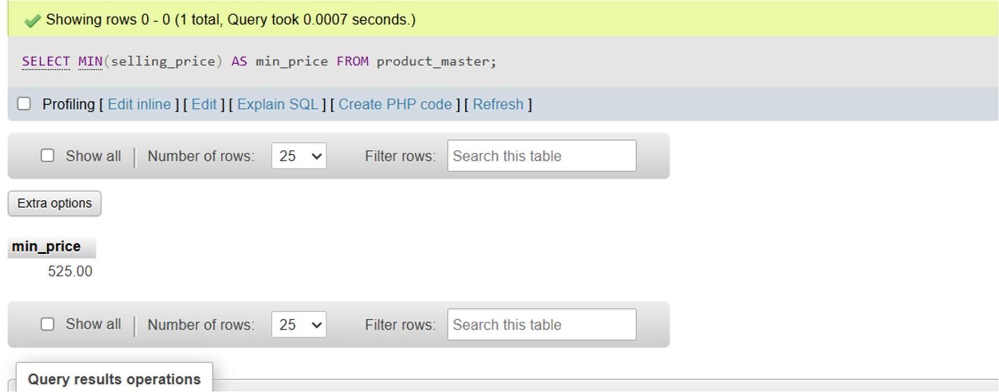 Showing rows 0 - 0 (1 total, Query took 0.0007 seconds.)
SELECT MIN(selling_price) AS min_price FROM product_master;
Profiling [ Edit inline ] [ Edit ] [ Explain SQL ] [ Create PHP code ] [ Refresh ]
Show all | Number of rows: 25 Filter rows: Search this table
Extra options
min_price
525.00
Show all | Number of rows: 25 Filter rows: Search this table
Query results operations